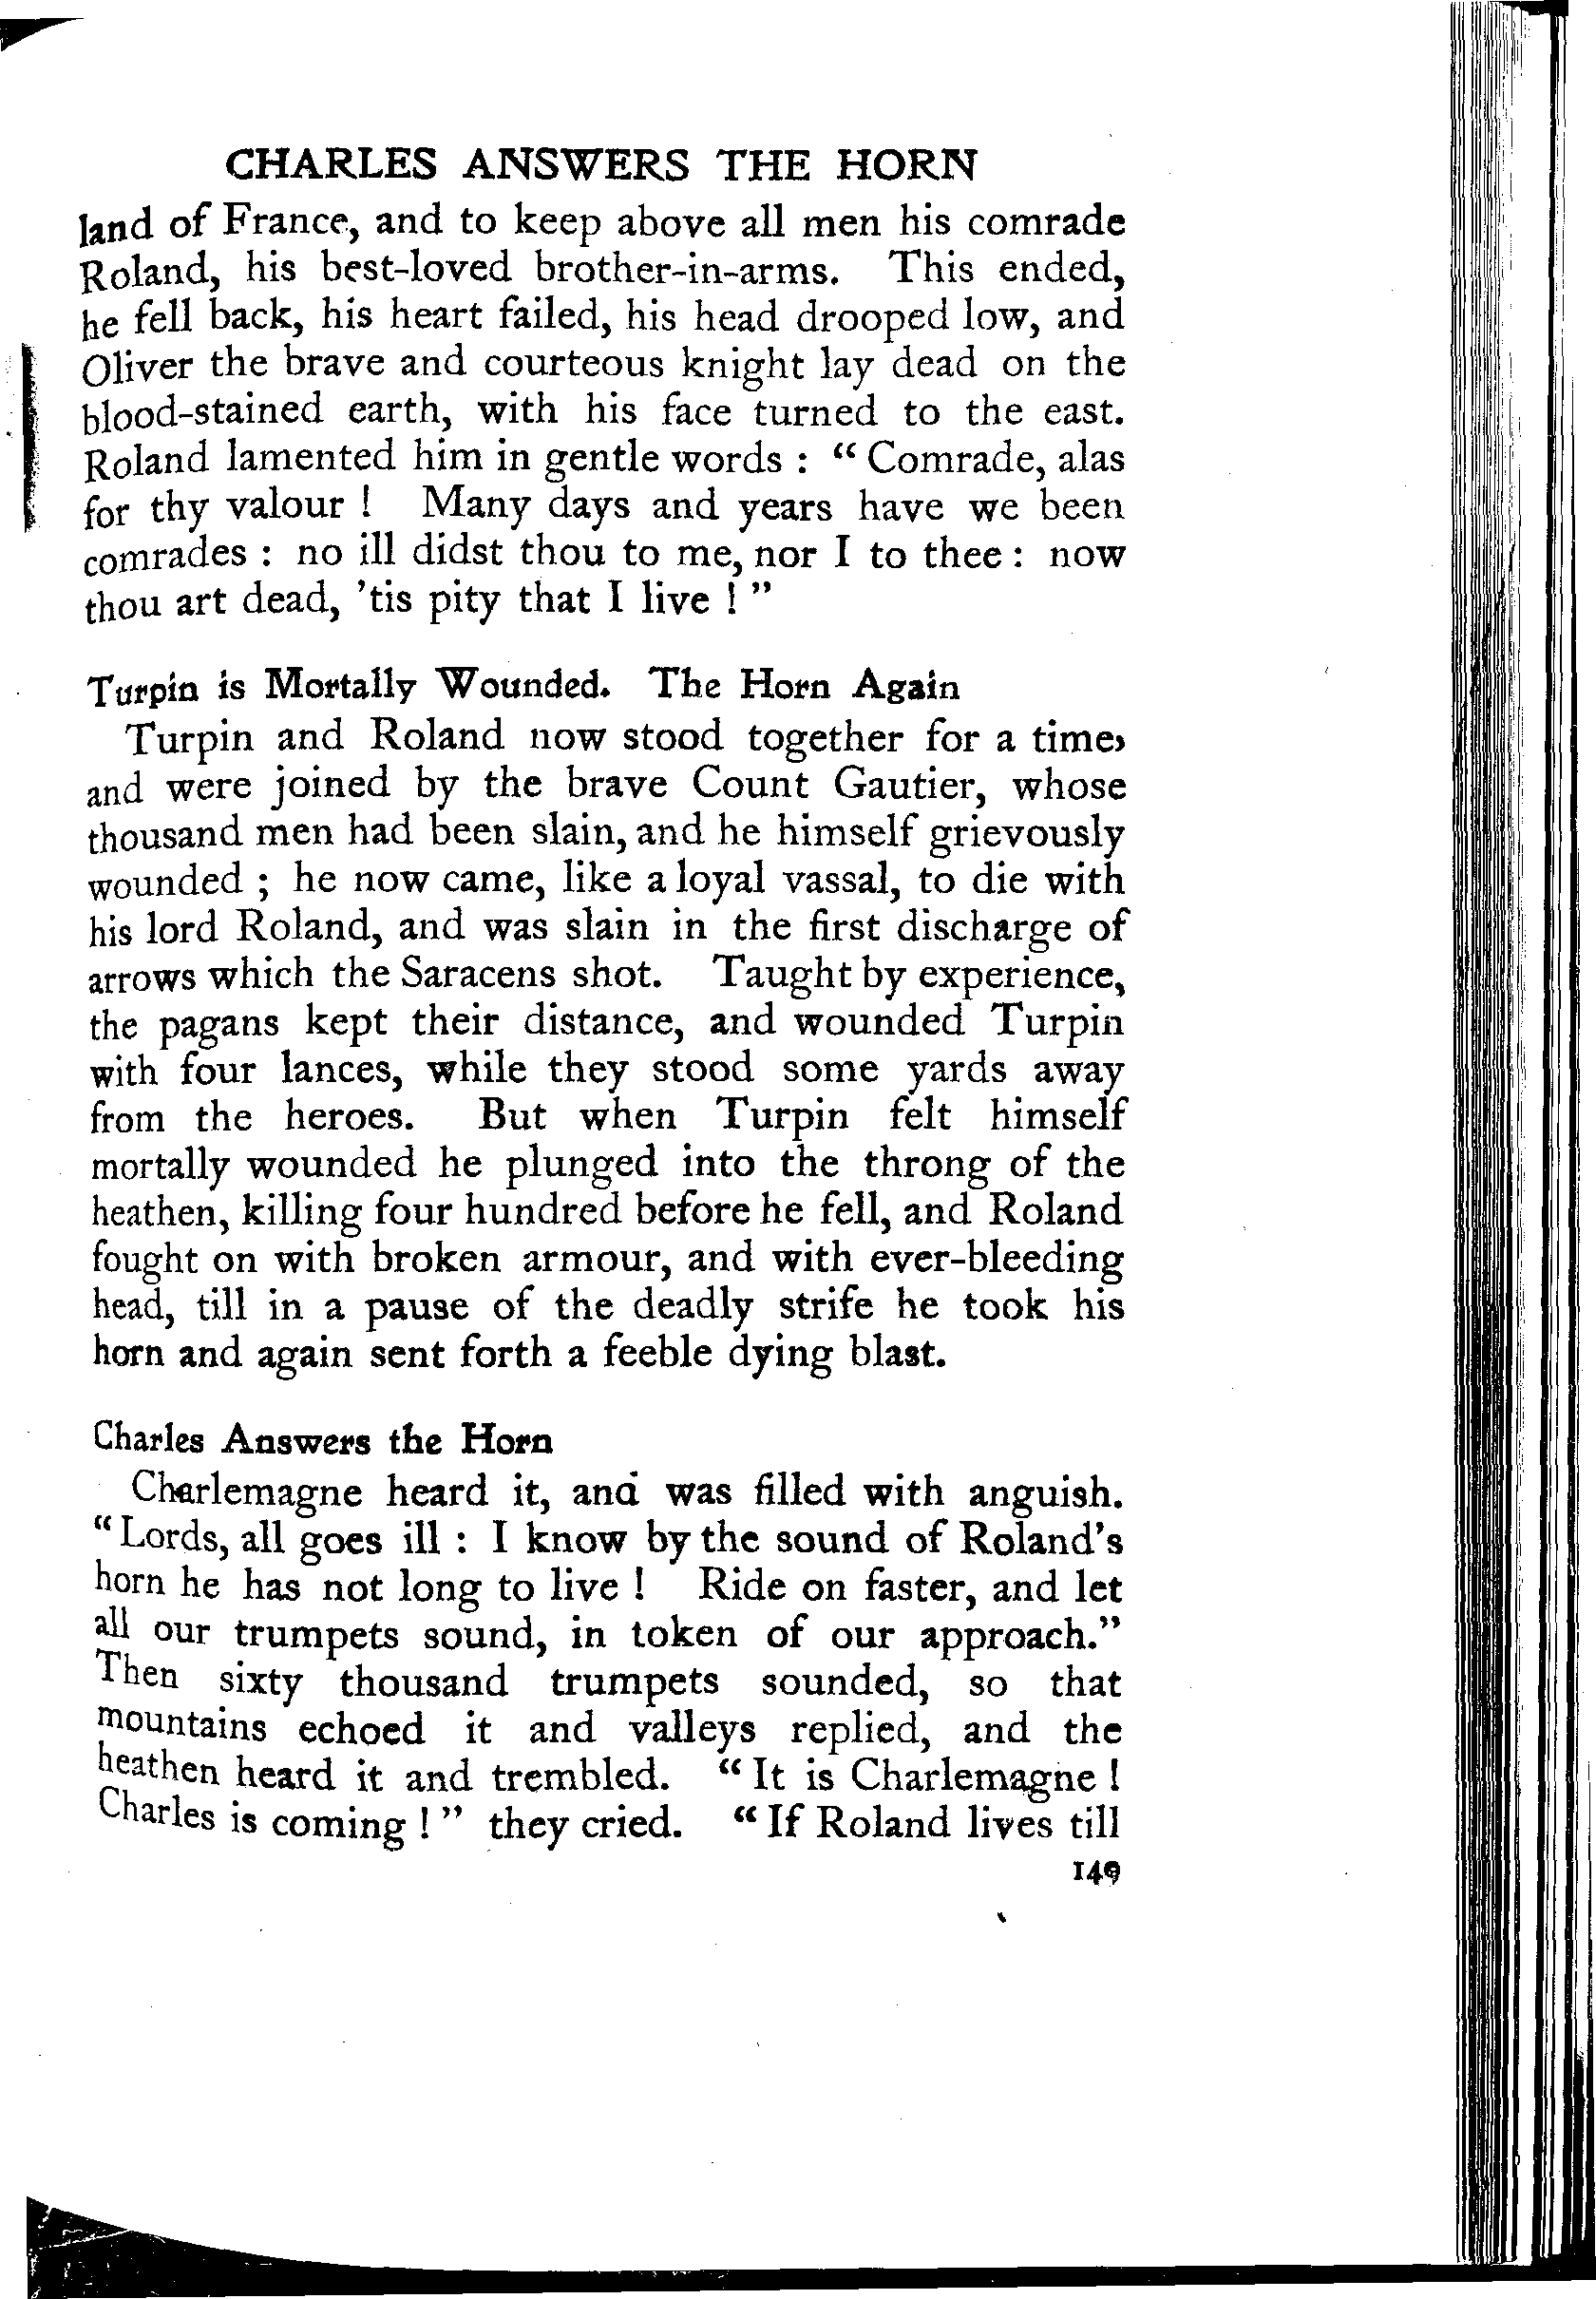 CHARLES ANSWERS THE HORN
land of France, and to keep above all men his comrade
Roland, his best-loved brother-in-arms. This ended,
he fell back, his heart failed, his head drooped low, and
Oliver the brave and courteous knight lay dead on the
blood-stained earth, with his face turned to the east.
Roland lamented him in gentle words : “ Comrade, alas
for thy valour ! Many days and years have we been
comrades : no ill didst thou to me, nor I to thee : now
thou art dead, ’tis pity that I live ! ”
Turpin is Mortally Wounded. The Horn Again
Turpin and Roland now stood together for a time,
and were joined by the brave Count Gautier, whose
thousand men had been slain, and he himself grievously
wounded ; he now came, like a loyal vassal, to die with
his lord Roland, and was slain in the first discharge of
arrows which the Saracens shot. Taught by experience,
the pagans kept their distance, and wounded Turpin
with four lances, while they stood some yards away
from the heroes. But when Turpin felt himself
mortally wounded he plunged into the throng of the
heathen, killing four hundred before he fell, and Roland
fought on with broken armour, and with ever-bleeding
head, till in a pause of the deadly strife he took his
horn and again sent forth a feeble dying blast.
Charles Answers the Horn
Charlemagne heard it, and was filled with anguish.
“ Lords, all goes ill : I know by the sound of Roland’s
horn he has not long to live ! Ride on faster, and let
all our trumpets sound, in token of our approach.”
Then sixty thousand trumpets sounded, so that
mountains echoed it and valleys replied, and the
heathen heard it and trembled. “ It is Charlemagne !
Charles is coming ! ” they cried. “ If Roland lives till
149